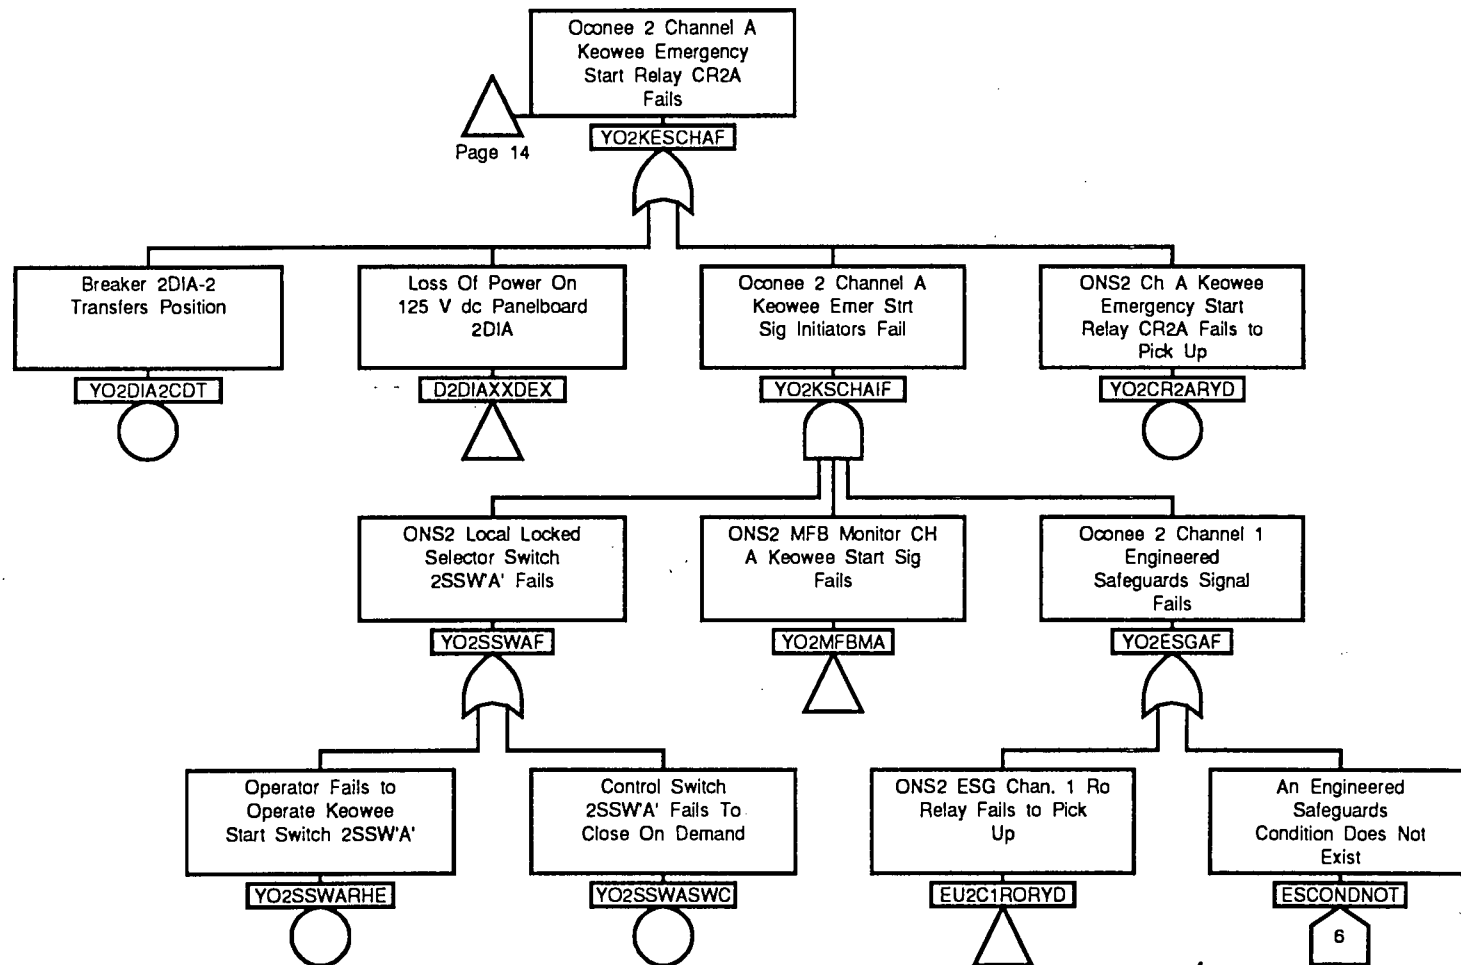 Oconee 2 Channel A
Keowee Emergency
Start Relay CR2A
Fails
Page 14
YO2KESCHAF
Breaker 2DIA-2
Transfers Position
YO2DIA2CDT
Loss Of Power On
125 V dc Panelboard
2DIA
D2DIAXXDEX
Oconee 2 Channel A
Keowee Emer Strt
Sig Initiators Fail
YO2KSCHAIF
ONS2 Ch A Keowee
Emergency Start
Relay CR2A Fails to
Pick Up
YO2CR2ARYD
ONS2 Local Locked
Selector Switch
2SSW'A' Fails
YO2SSWAF
ONS2 MFB Monitor CH
A Keowee Start Sig
Fails
YO2MFBMA
Oconee 2 Channel 1
Engineered
Safeguards Signal
Fails
YO2ESGAF
Operator Fails to
Operate Keowee
Start Switch 2SSW'A'
YO2SSWARHE
Control Switch
2SSW'A' Fails To
Close On Demand
YO2SSWASWC
ONS2 ESG Chan. 1 Ro
Relay Fails to Pick
Up
EU2C1RORYD
An Engineered
Safeguards
Condition Does Not
Exist
ESCONDNOT
6